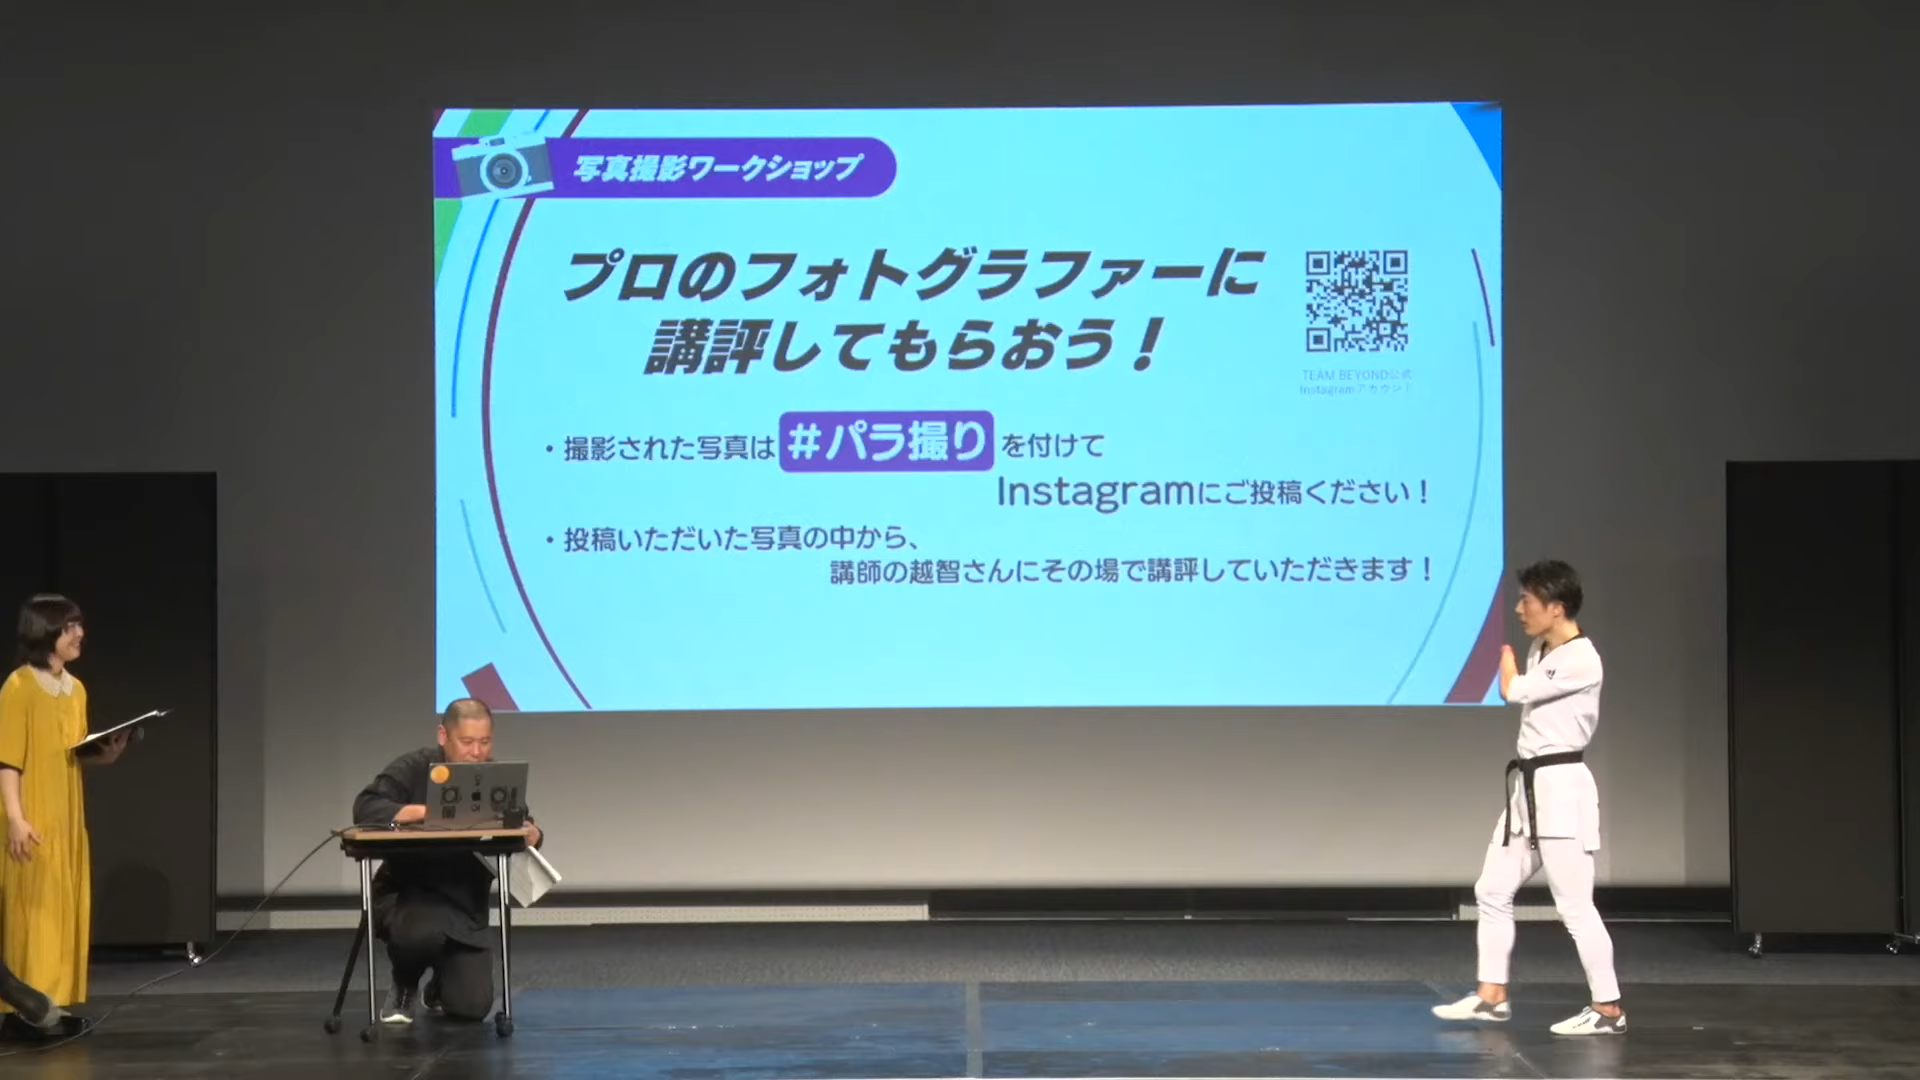 写真撮影ワークショップ
プロのフォトグラファーに
講評してもらおう！
TEAM BEYOND公式
Instagramアカウント
・撮影された写真は #パラ撮り を付けて
Instagramにご投稿ください！
・投稿いただいた写真の中から、
講師の越智さんにその場で講評していただきます！